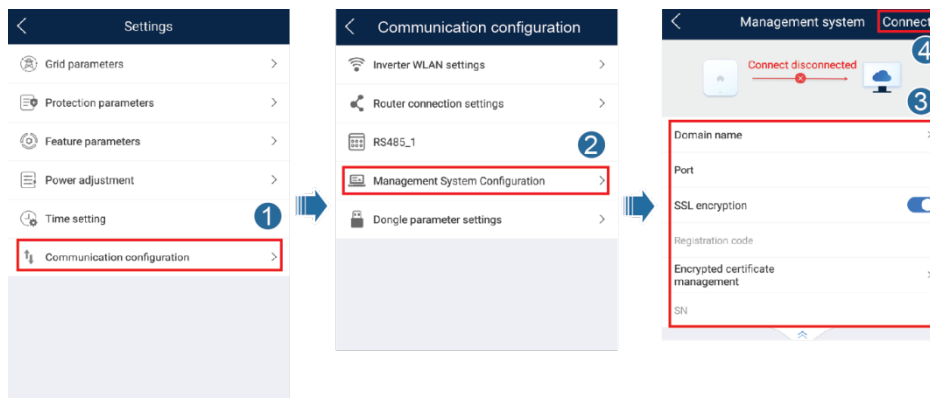 Settings
Grid parameters
Protection parameters
Feature parameters
Power adjustment
Time setting
1
Communication configuration
Communication configuration
Inverter WLAN settings
Router connection settings
RS485_1
2
Management System Configuration
Dongle parameter settings
Management system
Connect
4
Connect disconnected
3
Domain name
Port
SSL encryption
Registration code
Encrypted certificate
management
SN